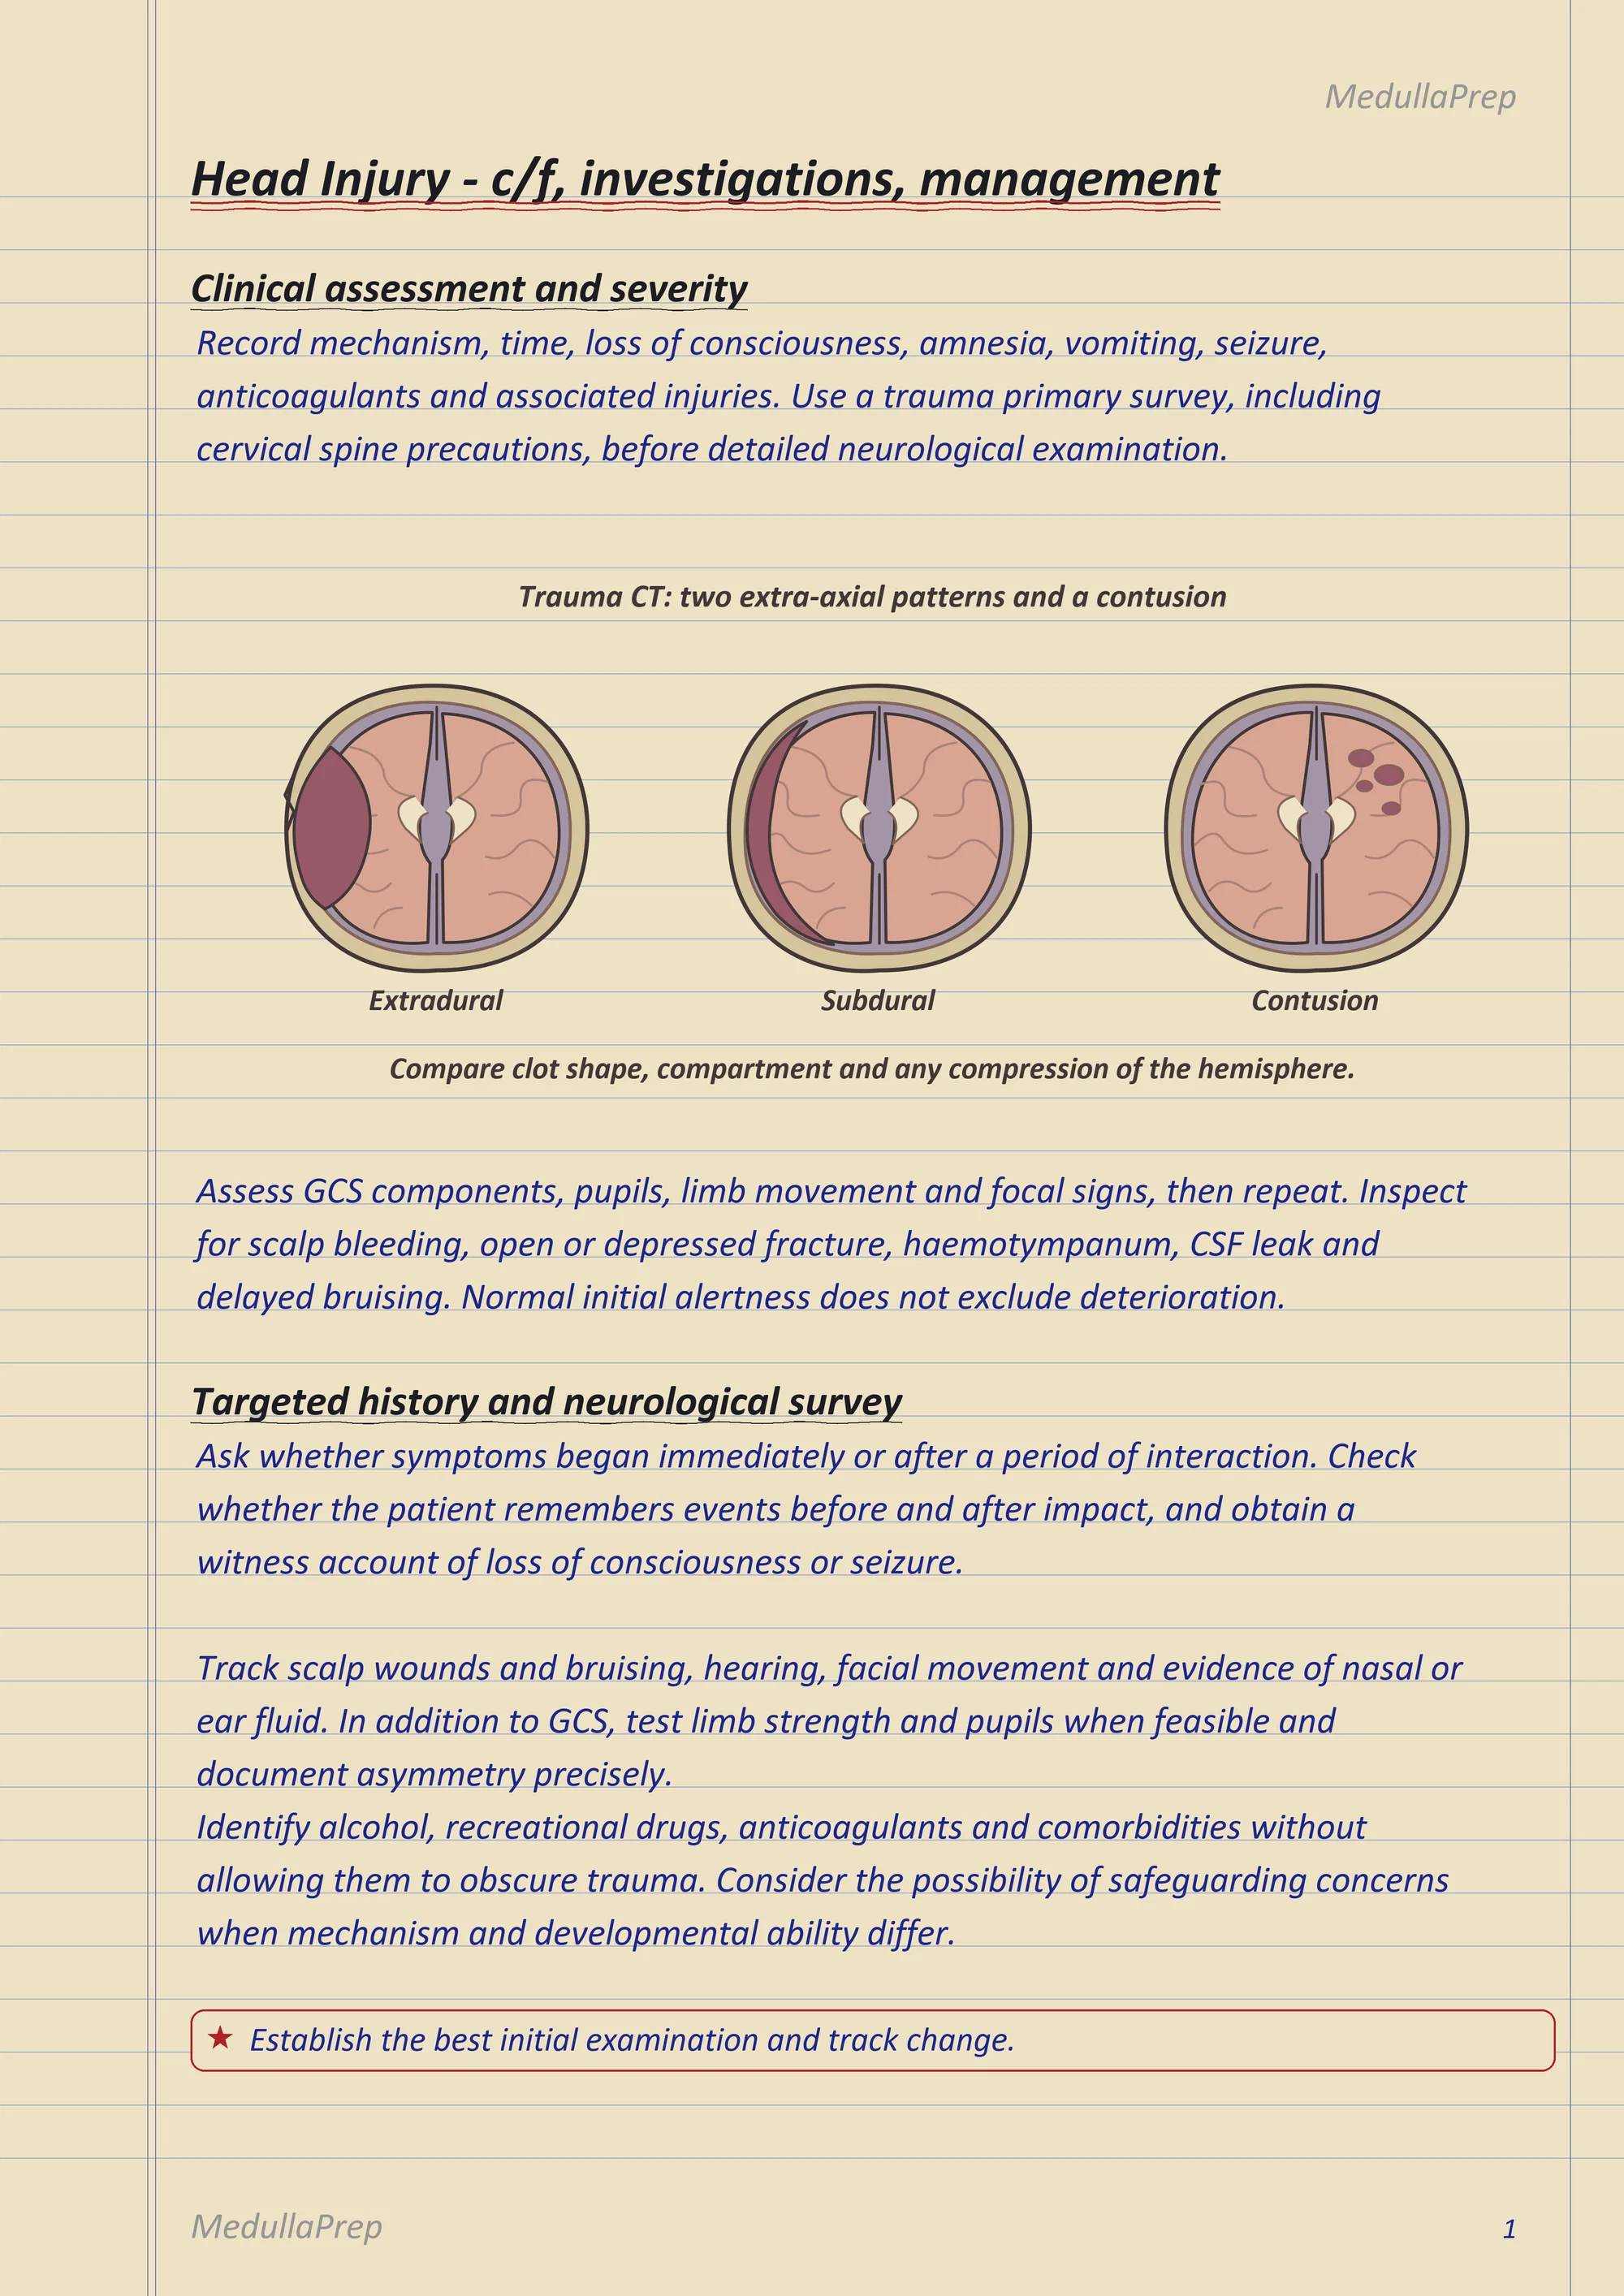 MedullaPrep
Head Injury - c/f, investigations, management
Clinical assessment and severity
Record mechanism, time, loss of consciousness, amnesia, vomiting, seizure,
anticoagulants and associated injuries. Use a trauma primary survey, including
cervical spine precautions, before detailed neurological examination.
Trauma CT: two extra-axial patterns and a contusion
Extradural
Subdural
Contusion
Compare clot shape, compartment and any compression of the hemisphere.
Assess GCS components, pupils, limb movement and focal signs, then repeat. Inspect
for scalp bleeding, open or depressed fracture, haemotympanum, CSF leak and
delayed bruising. Normal initial alertness does not exclude deterioration.
Targeted history and neurological survey
Ask whether symptoms began immediately or after a period of interaction. Check
whether the patient remembers events before and after impact, and obtain a
witness account of loss of consciousness or seizure.
Track scalp wounds and bruising, hearing, facial movement and evidence of nasal or
ear fluid. In addition to GCS, test limb strength and pupils when feasible and
document asymmetry precisely.
Identify alcohol, recreational drugs, anticoagulants and comorbidities without
allowing them to obscure trauma. Consider the possibility of safeguarding concerns
when mechanism and developmental ability differ.
★ Establish the best initial examination and track change.
MedullaPrep
1